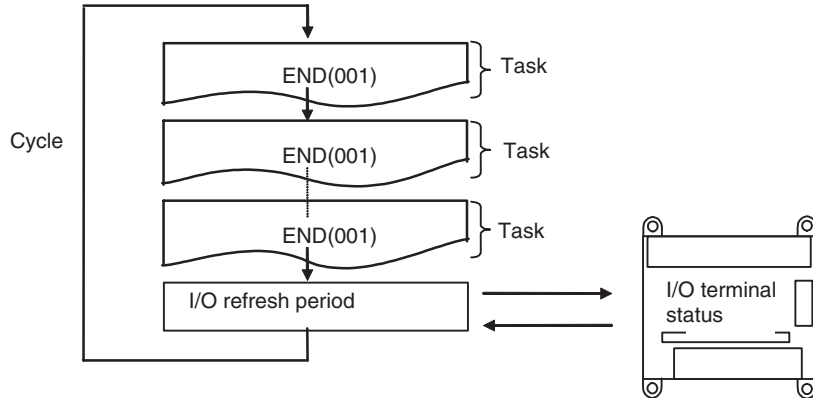 END(001)
Task
Cycle
END(001)
Task
END(001)
Task
I/O refresh period
I/O terminal
status